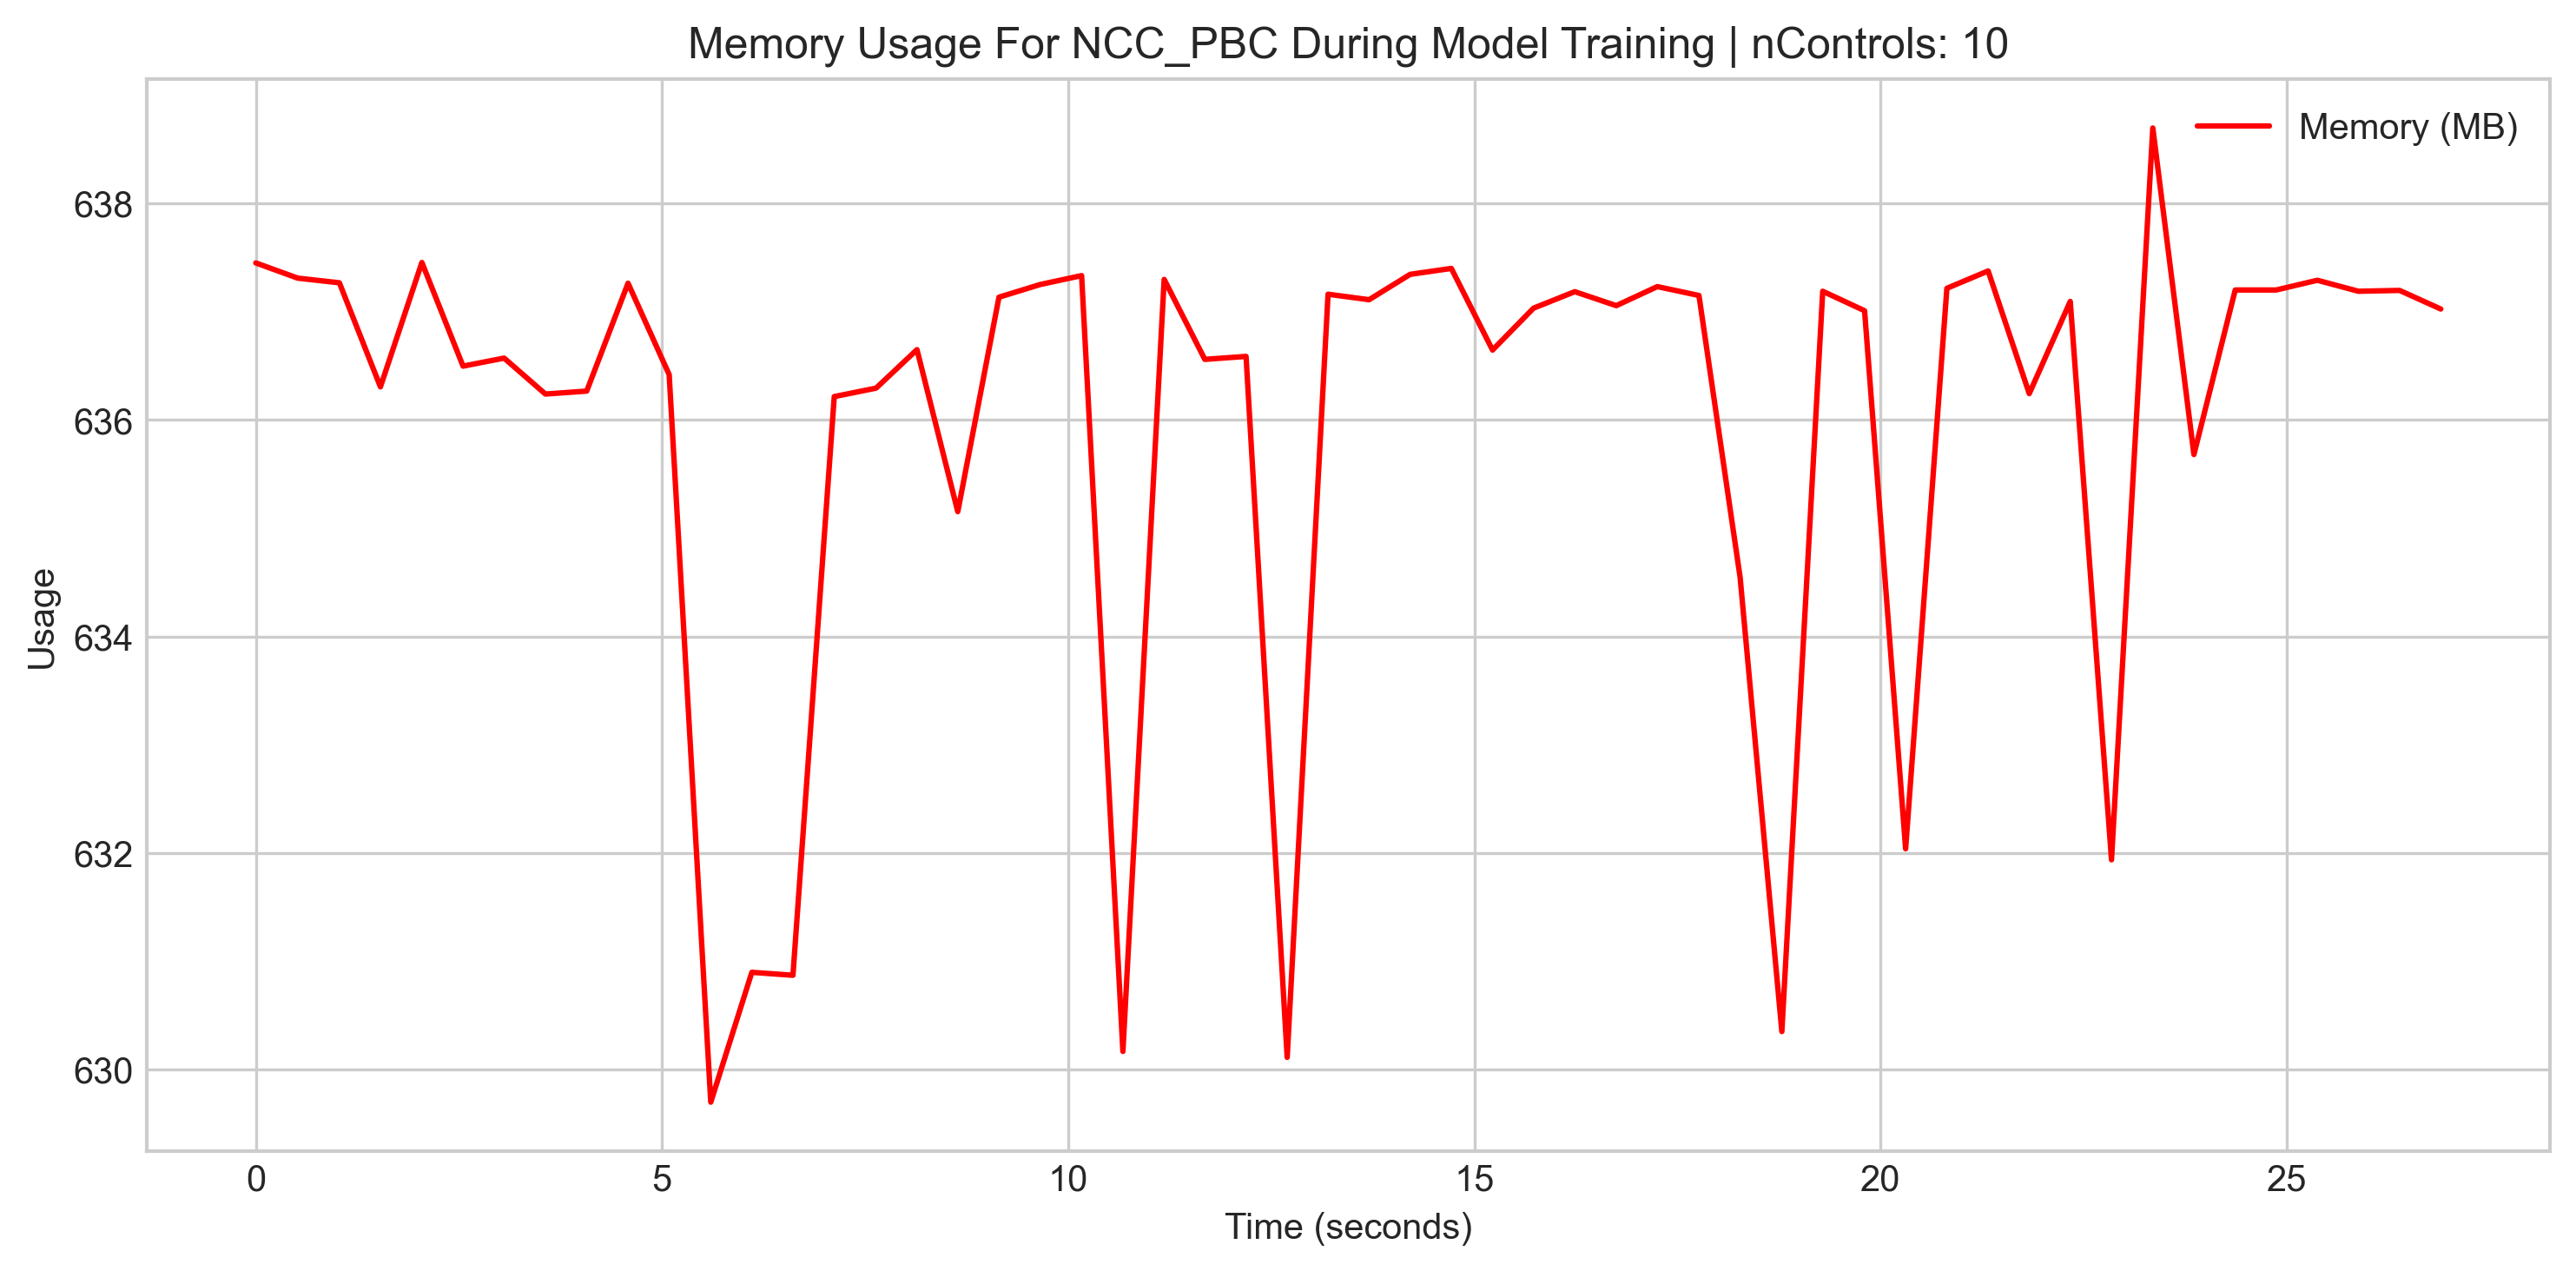 Memory Usage For NCC_PBC During Model Training | nControls: 10
Memory (MB)
638
636
634
632
630
Usage
0 5 10 15 20 25
Time (seconds)